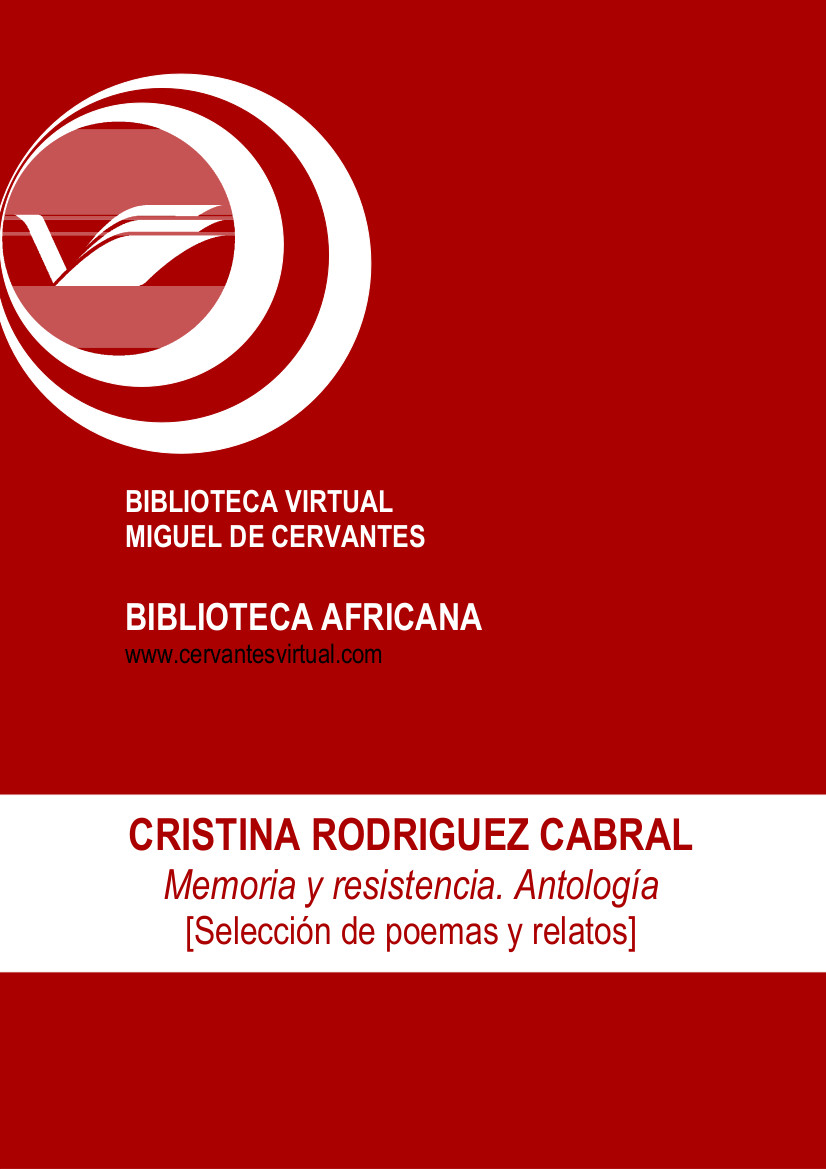 BIBLIOTECA VIRTUAL
MIGUEL DE CERVANTES
BIBLIOTECA AFRICANA
www.cervantesvirtual.com
CRISTINA RODRIGUEZ CABRAL
Memoria y resistencia. Antología
[Selección de poemas y relatos]